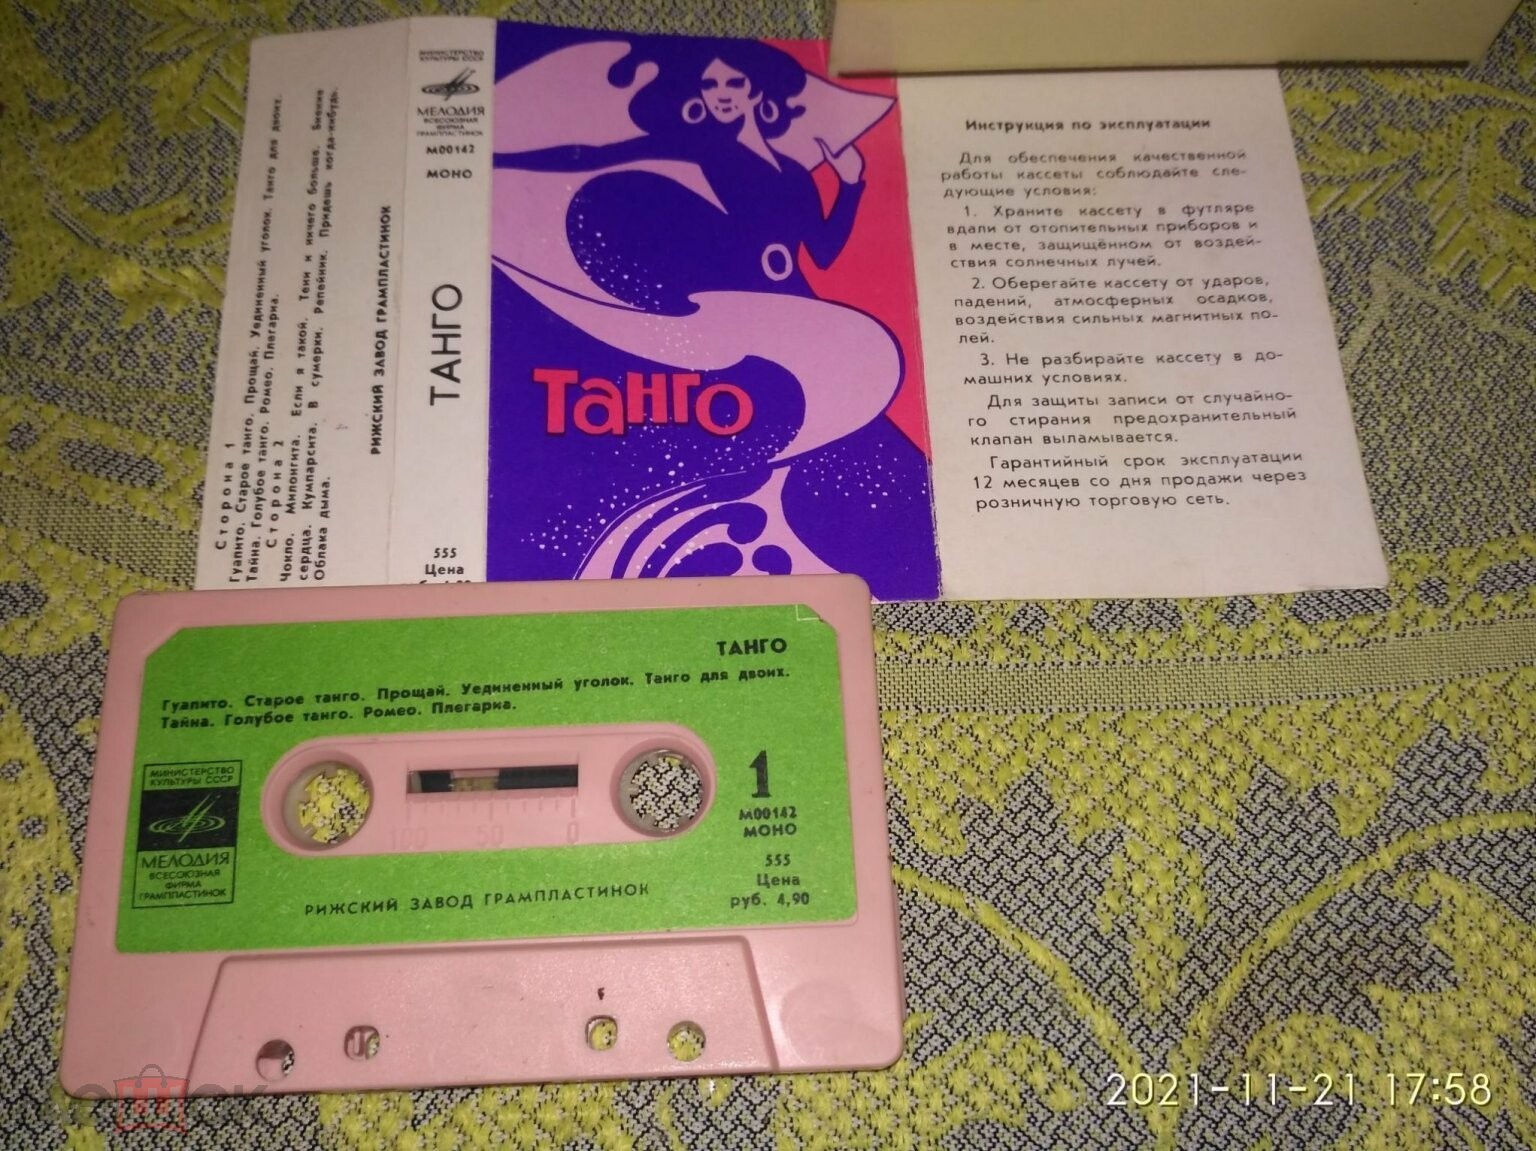 Сторона 1
Гуапито. Старое танго. Прощай. Уединенный уголок. Танго для двоих.
Тайна. Голубое танго. Ромео. Плегариа.
Сторона 2
Чокло. Милонгита. Если я такой. Тени и ничего больше. Биение
сердца. Кумпарсита. В сумерки. Репейник. Придешь когда-нибудь.
Облака дыма.
РИЖСКИЙ ЗАВОД ГРАМПЛАСТИНОК
МИНИСТЕРСТВО
КУЛЬТУРЫ СССР
МЕЛОДИЯ
ВСЕСОЮЗНАЯ
ФИРМА
ГРАМПЛАСТИНОК
М00142
МОНО
ТАНГО
555
Цена
Танго
Инструкция по эксплуатации
Для обеспечения качественной
работы кассеты соблюдайте сле-
дующие условия:
1. Храните кассету в футляре
вдали от отопительных приборов и
в месте, защищённом от воздей-
ствия солнечных лучей.
2. Оберегайте кассету от ударов,
падений, атмосферных осадков,
воздействия сильных магнитных по-
лей.
3. Не разбирайте кассету в до-
машних условиях.
Для защиты записи от случайно-
го стирания предохранительный
клапан выламывается.
Гарантийный срок эксплуатации
12 месяцев со дня продажи через
розничную торговую сеть.
ТАНГО
Гуапито. Старое танго. Прощай. Уединенный уголок. Танго для двоих.
Тайна. Голубое танго. Ромео. Плегарка.
МИНИСТЕРСТВО
КУЛЬТУРЫ СССР
МЕЛОДИЯ
ВСЕСОЮЗНАЯ
ФИРМА
ГРАМПЛАСТИНОК
100 50 0
1
М00142
МОНО
555
Цена
руб. 4,90
РИЖСКИЙ ЗАВОД ГРАМПЛАСТИНОК
2021-11-21 17:58